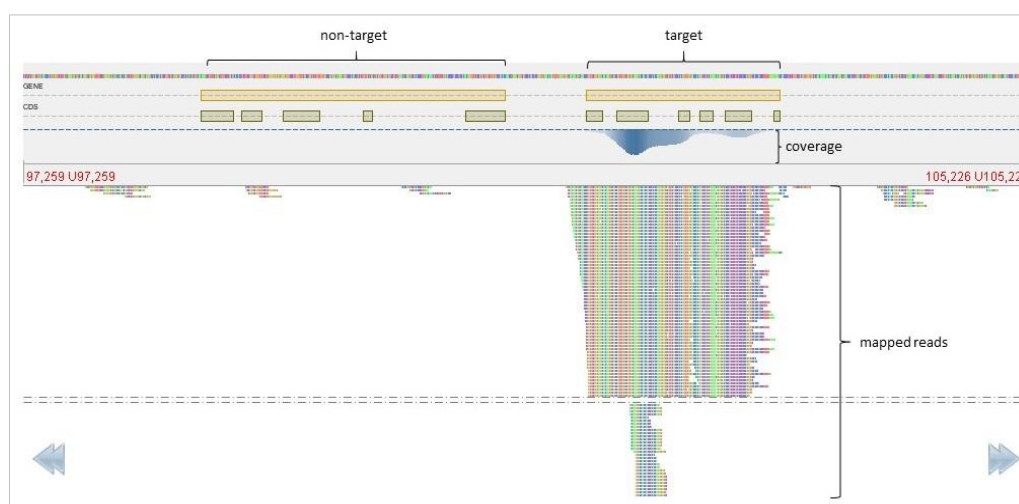 non-target
target
GENE
CDS
coverage
97,259 U97,259
105,226 U105,22
mapped reads